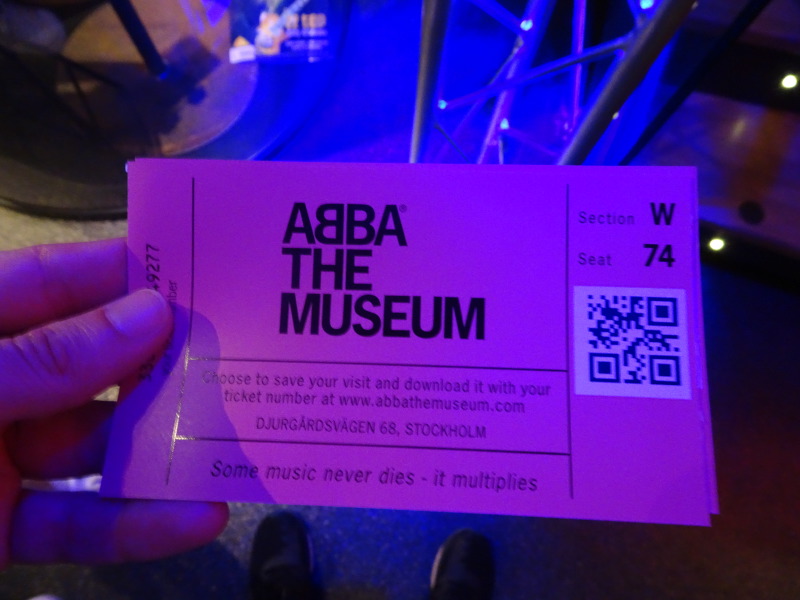 ABBA®
THE
MUSEUM
Choose to save your visit and download it with your
ticket number at www.abbathemuseum.com
DJURGÅRDSVÄGEN 68, STOCKHOLM
Some music never dies - it multiplies
Section W
Seat 74
49277